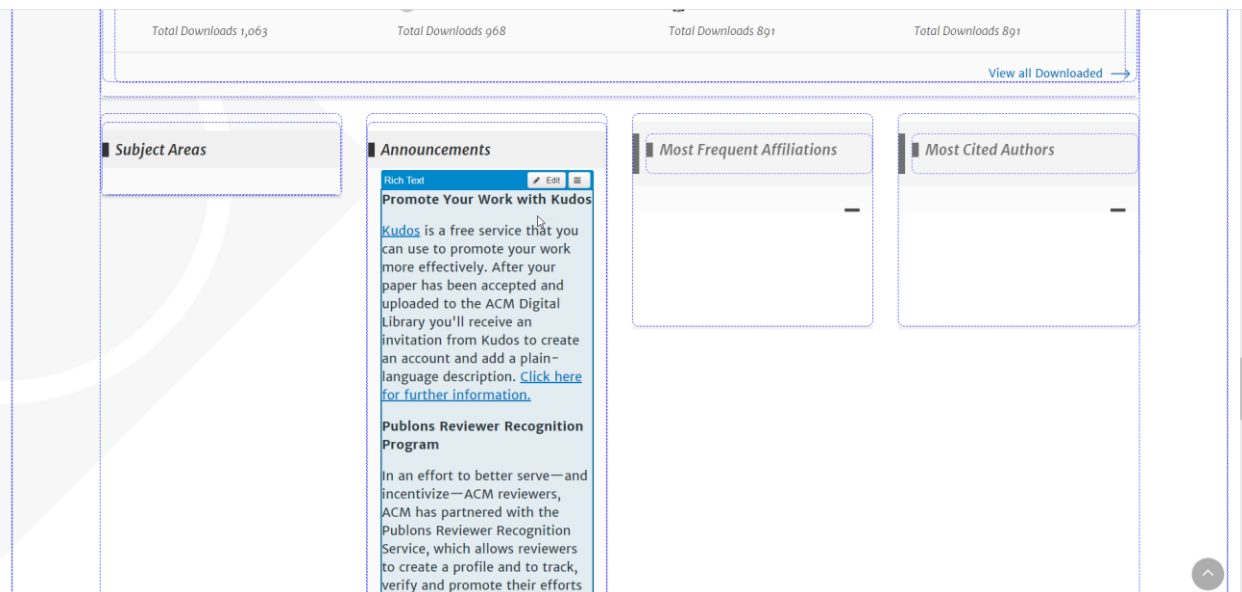 Total Downloads 1,063
Total Downloads 968
Total Downloads 891
Total Downloads 891
View all Downloaded
Subject Areas
Announcements
Most Frequent Affiliations
Most Cited Authors
Rich Text
Edit
Promote Your Work with Kudos
Kudos is a free service that you
can use to promote your work
more effectively. After your
paper has been accepted and
uploaded to the ACM Digital
Library you'll receive an
invitation from Kudos to create
an account and add a plain-
language description. Click here
for further information.
Publons Reviewer Recognition
Program
In an effort to better serve—and
incentivize—ACM reviewers,
ACM has partnered with the
Publons Reviewer Recognition
Service, which allows reviewers
to create a profile and to track,
verify and promote their efforts